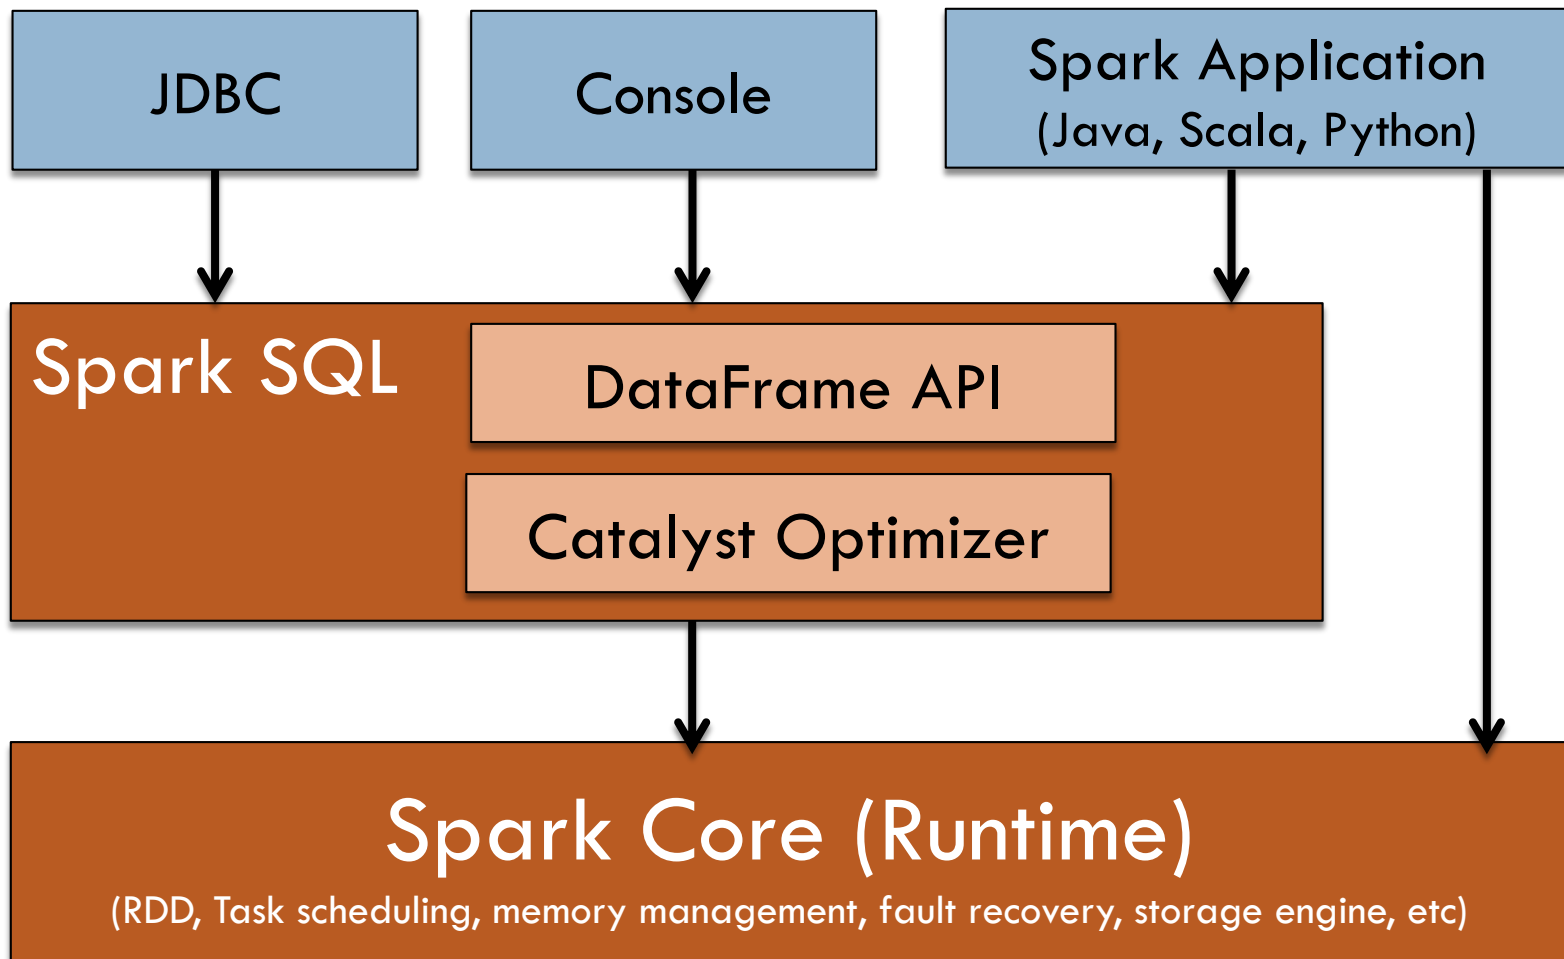 JDBC
Console
Spark Application
(Java, Scala, Python)
Spark SQL
DataFrame API
Catalyst Optimizer
Spark Core (Runtime)
(RDD, Task scheduling, memory management, fault recovery, storage engine, etc)